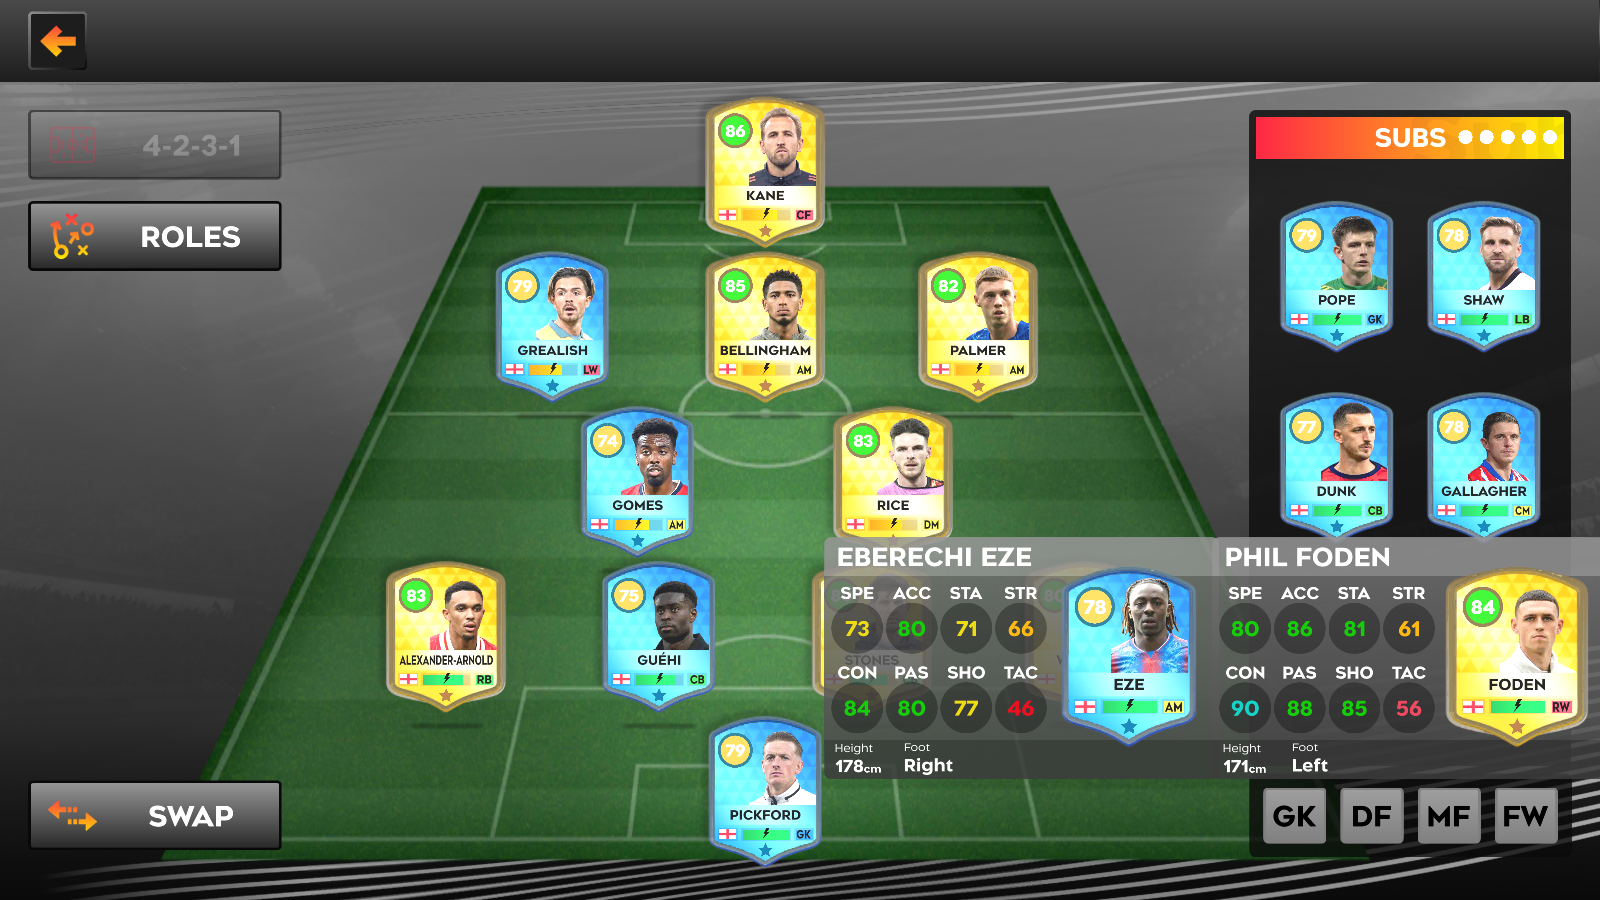 4-2-3-1
ROLES
SWAP
86
KANE
CF
79
GREALISH
LW
85
BELLINGHAM
AM
82
PALMER
AM
74
GOMES
AM
83
RICE
DM
83
ALEXANDER-ARNOLD
RB
75
GUÉHI
CB
STONES
79
PICKFORD
GK
SUBS
79
POPE
GK
78
SHAW
LB
77
DUNK
CB
78
GALLAGHER
CM
EBERECHI EZE
SPE ACC STA STR
73 80 71 66
CON PAS SHO TAC
84 80 77 46
Height Foot
178cm Right
78
EZE
AM
PHIL FODEN
SPE ACC STA STR
80 86 81 61
CON PAS SHO TAC
90 88 85 56
Height Foot
171cm Left
84
FODEN
RW
GK DF MF FW